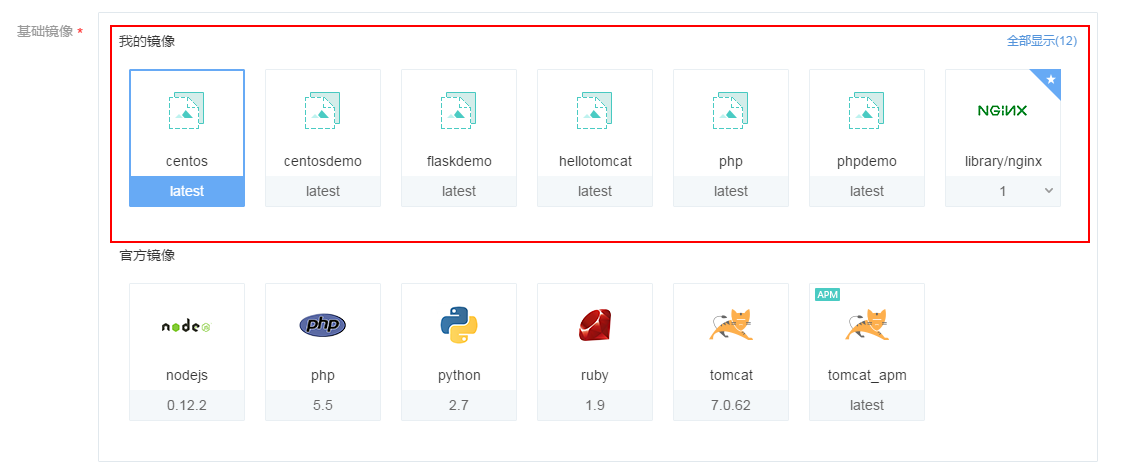 基础镜像 *
我的镜像
全部显示(12)
NGiИX
centos
centosdemo
flaskdemo
hellotomcat
php
phpdemo
library/nginx
latest
latest
latest
latest
latest
latest
1
官方镜像
APM
node
php
nodejs
php
python
ruby
tomcat
tomcat_apm
0.12.2
5.5
2.7
1.9
7.0.62
latest